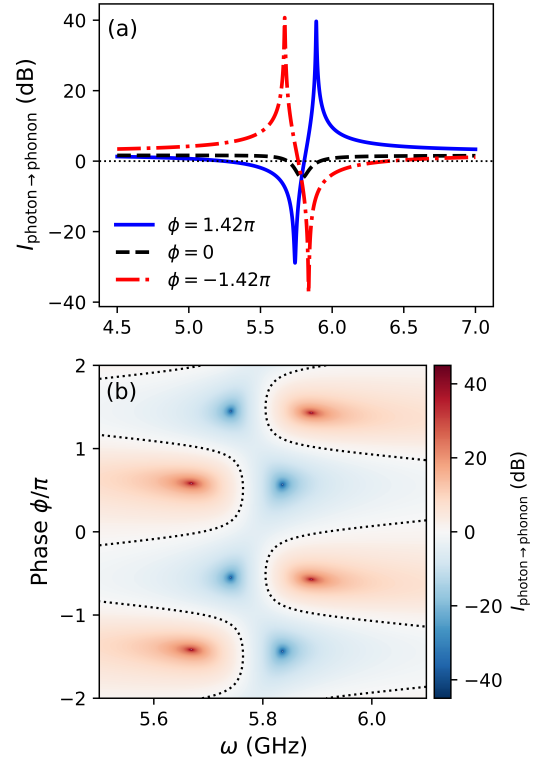 (a)
I_photon→phonon (dB)
40
20
0
−20
−40
ϕ = 1.42π
ϕ = 0
ϕ = −1.42π
4.5 5.0 5.5 6.0 6.5 7.0
(b)
Phase ϕ/π
2
1
0
−1
−2
5.6 5.8 6.0
ω (GHz)
40
20
0
−20
−40
I_photon→phonon (dB)